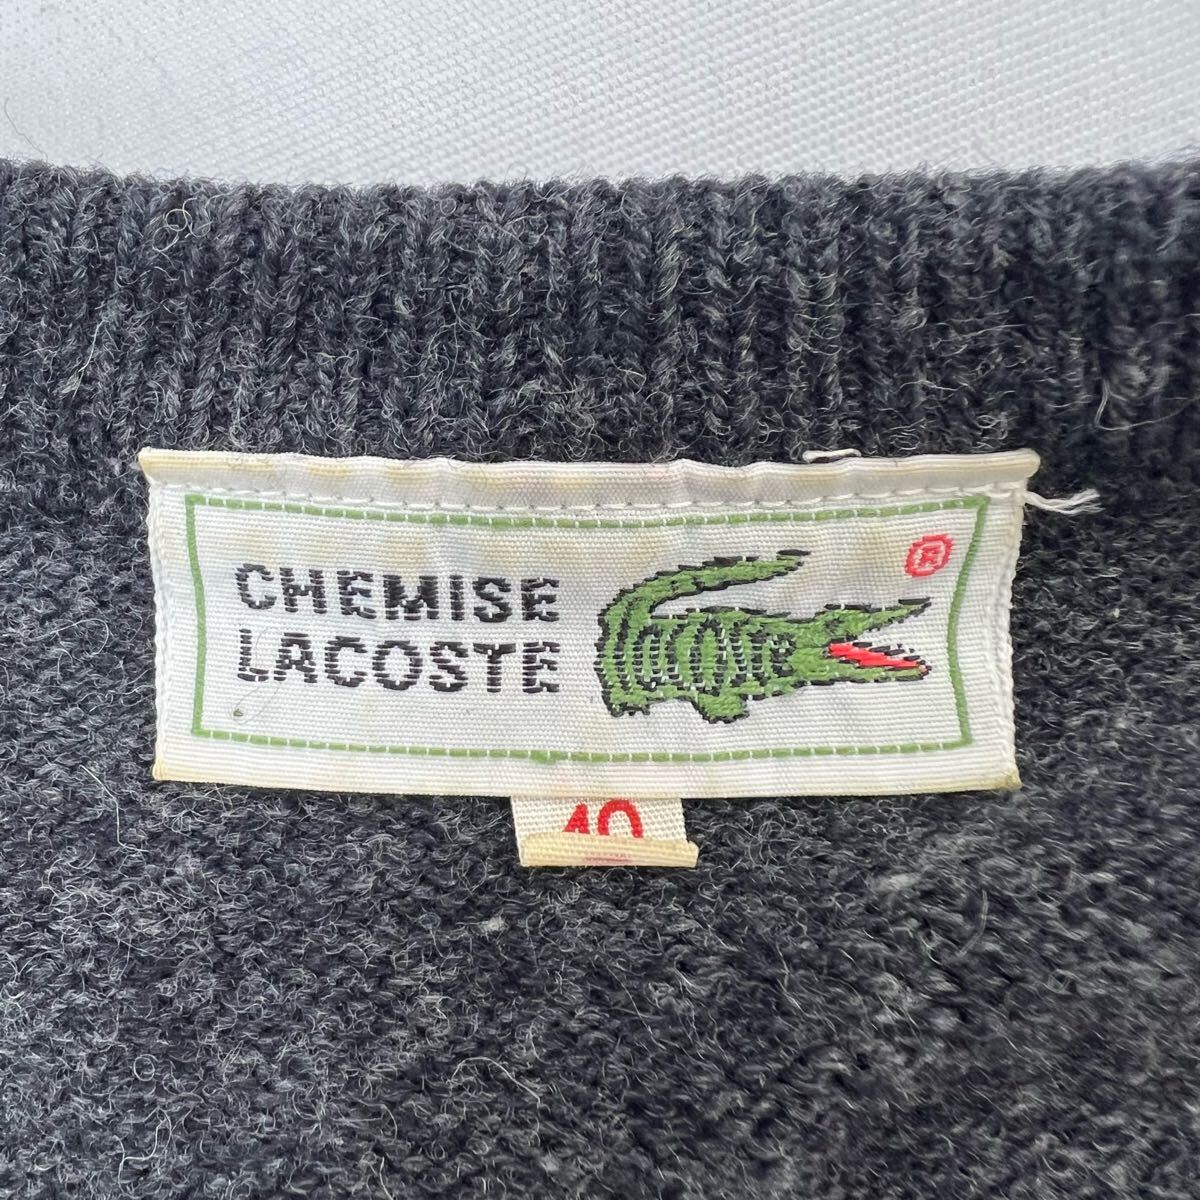 CHEMISE
LACOSTE
®
40